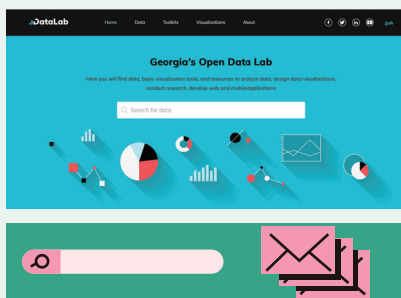 DataLab
Home Data Toolkits Visualizations About
Georgia's Open Data Lab
Here you will find data, basic visualization tools, and resources to analyze data, design data visualizations,
conduct research, develop web and mobile applications
Search for data